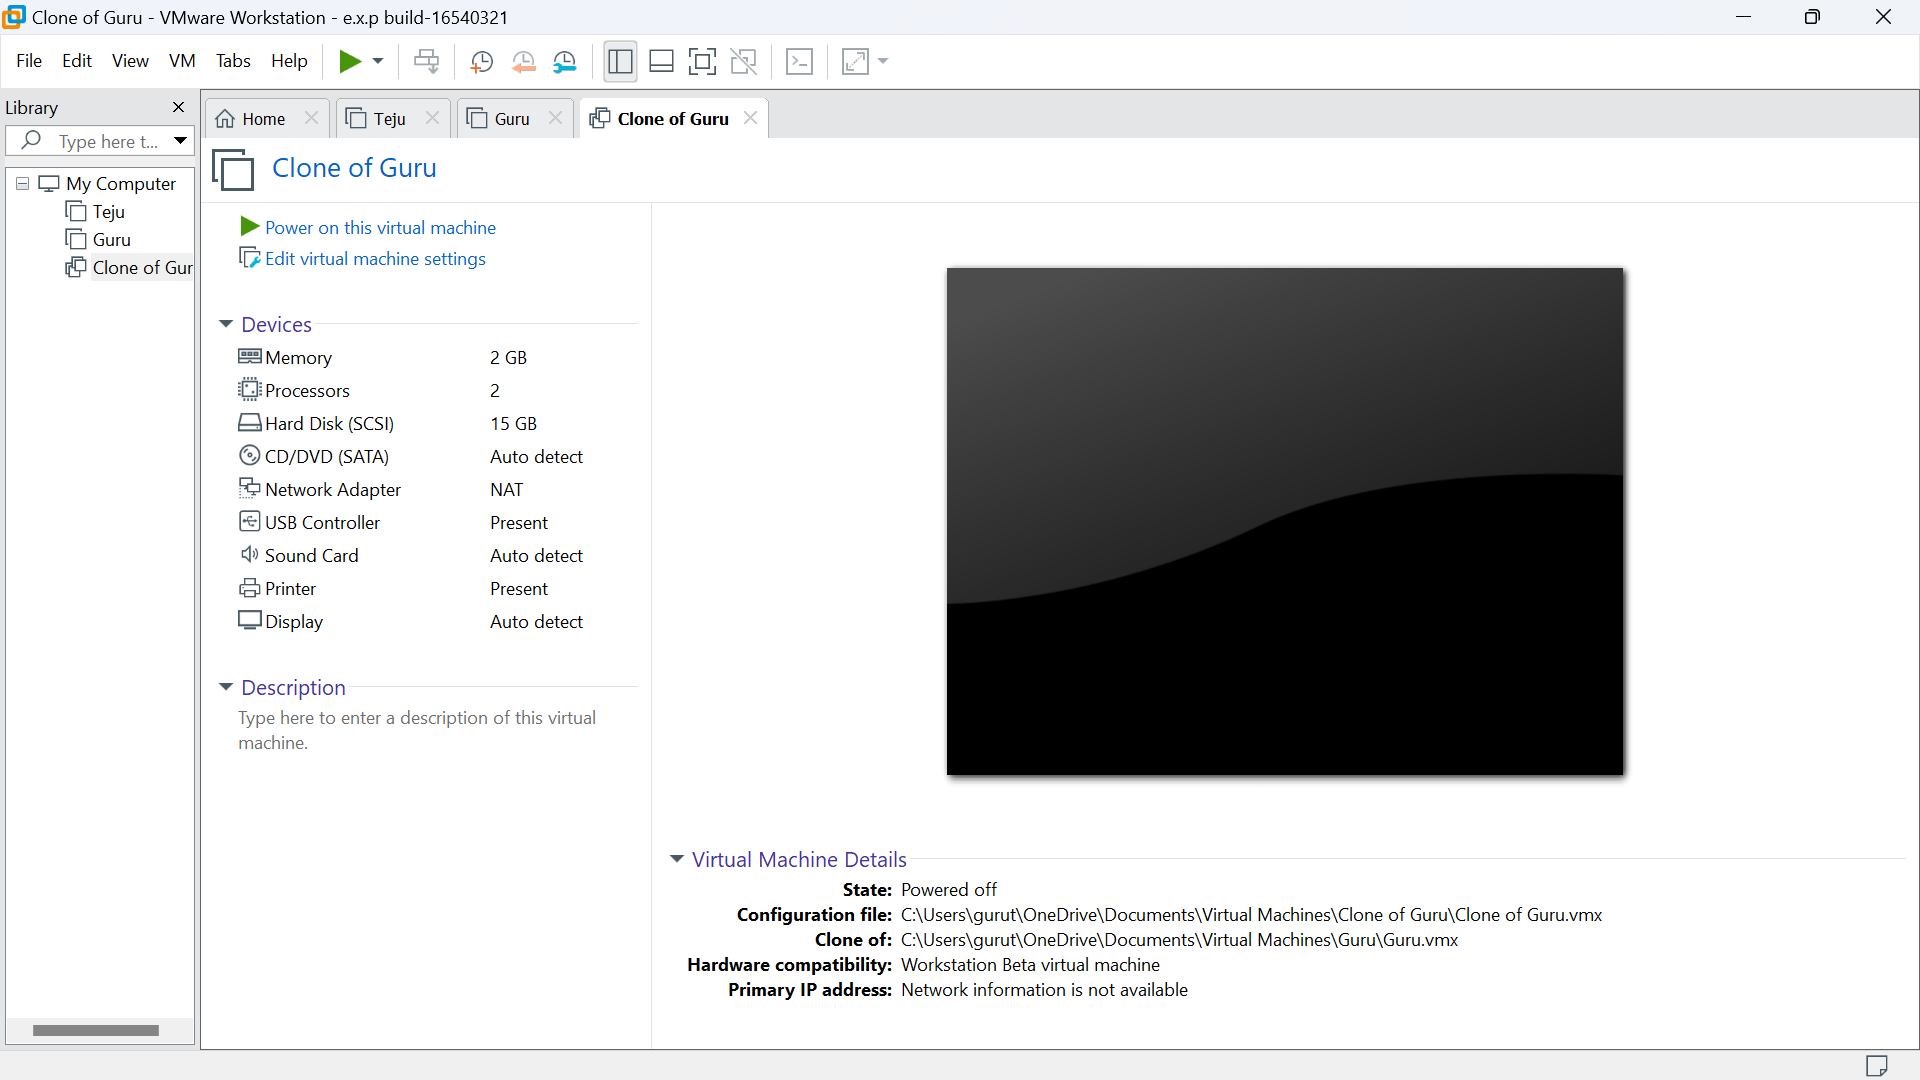 Clone of Guru - VMware Workstation - e.x.p build-16540321
File Edit View VM Tabs Help
Library
Type here t...
My Computer
Teju
Guru
Clone of Gur
Home Teju Guru Clone of Guru
Clone of Guru
Power on this virtual machine
Edit virtual machine settings
Devices
Memory 2 GB
Processors 2
Hard Disk (SCSI) 15 GB
CD/DVD (SATA) Auto detect
Network Adapter NAT
USB Controller Present
Sound Card Auto detect
Printer Present
Display Auto detect
Description
Type here to enter a description of this virtual
machine.
Virtual Machine Details
State: Powered off
Configuration file: C:\Users\gurut\OneDrive\Documents\Virtual Machines\Clone of Guru\Clone of Guru.vmx
Clone of: C:\Users\gurut\OneDrive\Documents\Virtual Machines\Guru\Guru.vmx
Hardware compatibility: Workstation Beta virtual machine
Primary IP address: Network information is not available